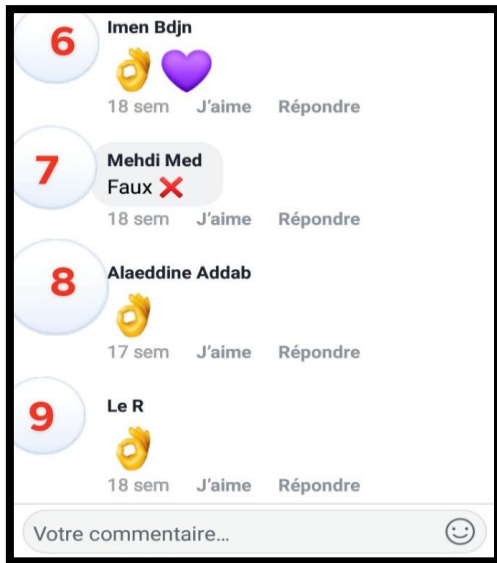 6
Imen Bdjn
👌💜
18 sem J'aime Répondre
7
Mehdi Med
Faux ❌
18 sem J'aime Répondre
8
Alaeddine Addab
👌
17 sem J'aime Répondre
9
Le R
👌
18 sem J'aime Répondre
Votre commentaire...